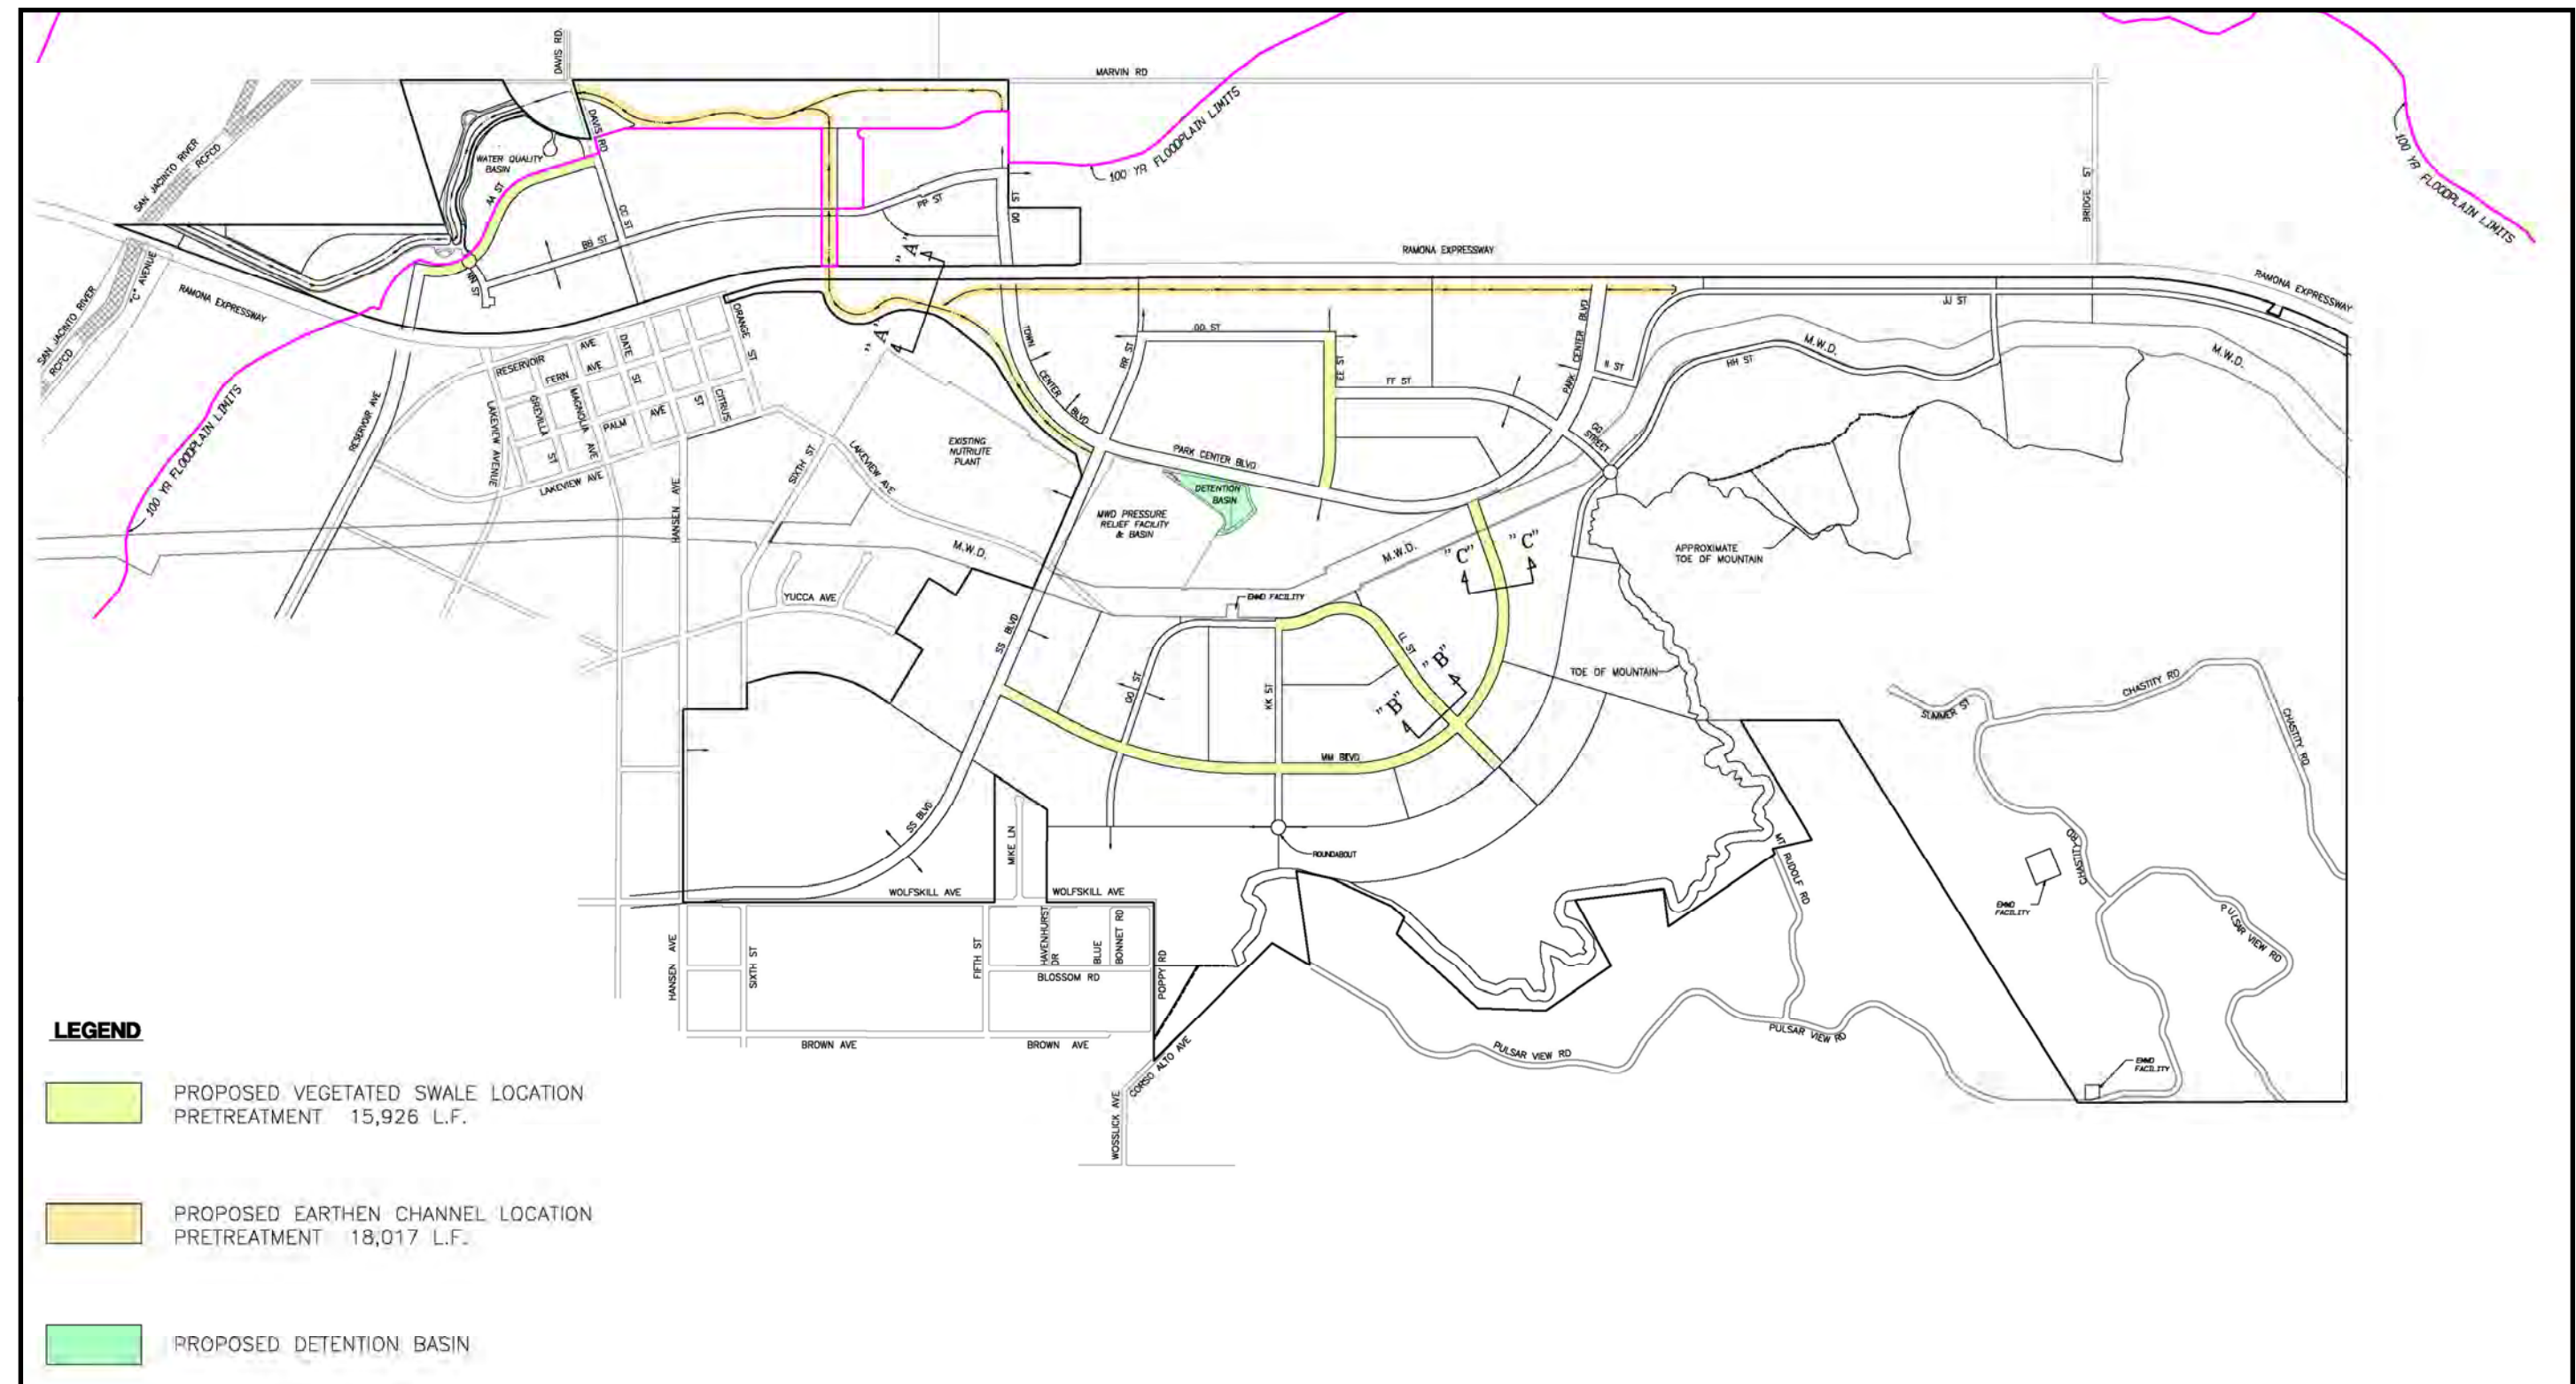 DAVIS RD.
MARVIN RD
SAN JACINTO RIVER
RCFCD
DAVIS RD
WATER QUALITY
BASIN
AA ST
CC ST
BB ST
NN ST
PP ST
QQ ST
100 YR FLOODPLAIN LIMITS
BRIDGE ST
100 YR FLOODPLAIN LIMITS
RAMONA EXPRESSWAY
RAMONA EXPRESSWAY
"C" AVENUE
SAN JACINTO RIVER
RCFCD
RAMONA EXPRESSWAY
"A"
"A"
ORANGE ST
RESERVOIR AVE
FERN AVE
DATE ST
GREVILLA ST
MAGNOLIA AVE
PALM AVE
CITRUS ST
LAKEVIEW AVENUE
LAKEVIEW AVE
RESERVOIR AVE
100 YR FLOODPLAIN LIMITS
HANSEN AVE
SIXTH ST
LAKEVIEW AVE
EXISTING
NUTRILITE
PLANT
TOWN CENTER BLVD
RR ST
EE ST
FF ST
PARK CENTER BLVD
II ST
JJ ST
HH ST
M.W.D.
M.W.D.
GG STREET
PARK CENTER BLVD
DETENTION
BASIN
MWD PRESSURE
RELIEF FACILITY
& BASIN
M.W.D.
M.W.D.
"C"
"C"
APPROXIMATE
TOE OF MOUNTAIN
YUCCA AVE
EMWD FACILITY
SS BLVD
LL ST
"B"
"B"
KK ST
TOE OF MOUNTAIN
MM BLVD
SS BLVD
MIKE LN
ROUNDABOUT
WOLFSKILL AVE
WOLFSKILL AVE
SUMMER ST
CHASTITY RD
CHASTITY RD
CHASTITY RD
MT RUDOLF RD
EMWD
FACILITY
PULSAR VIEW RD
HANSEN AVE
SIXTH ST
FIFTH ST
HAVENHURST
DR
BLUE
BONNET RD
BLOSSOM RD
POPPY RD
BROWN AVE
BROWN AVE
CORSO ALTO AVE
WOSSLICK AVE
PULSAR VIEW RD
PULSAR VIEW RD
EMWD
FACILITY
LEGEND
PROPOSED VEGETATED SWALE LOCATION
PRETREATMENT 15,926 L.F.
PROPOSED EARTHEN CHANNEL LOCATION
PRETREATMENT 18,017 L.F.
PROPOSED DETENTION BASIN